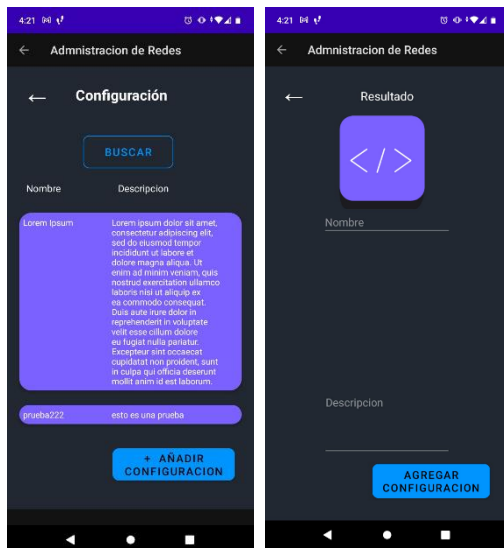 4:21
Admnistracion de Redes
Configuración
BUSCAR
Nombre Descripcion
Lorem Ipsum
Lorem ipsum dolor sit amet,
consectetur adipiscing elit,
sed do eiusmod tempor
incididunt ut labore et
dolore magna aliqua. Ut
enim ad minim veniam, quis
nostrud exercitation ullamco
laboris nisi ut aliquip ex
ea commodo consequat.
Duis aute irure dolor in
reprehenderit in voluptate
velit esse cillum dolore
eu fugiat nulla pariatur.
Excepteur sint occaecat
cupidatat non proident, sunt
in culpa qui officia deserunt
mollit anim id est laborum.
prueba222 esto es una prueba
+ AÑADIR
CONFIGURACION
4:21
Admnistracion de Redes
Resultado
</>
Nombre
Descripcion
AGREGAR
CONFIGURACION